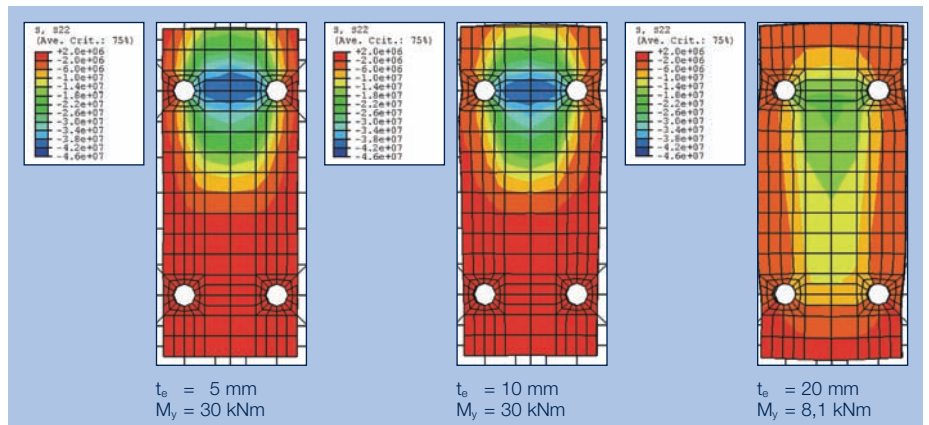 s, s22
(Ave. Crit.: 75%)
+2.0e+06
-2.0e+06
-6.0e+06
-1.0e+07
-1.4e+07
-1.8e+07
-2.2e+07
-2.6e+07
-3.0e+07
-3.4e+07
-3.8e+07
-4.2e+07
-4.6e+07
te = 5 mm
My = 30 kNm
s, s22
(Ave. Crit.: 75%)
+2.0e+06
-2.0e+06
-6.0e+06
-1.0e+07
-1.4e+07
-1.8e+07
-2.2e+07
-2.6e+07
-3.0e+07
-3.4e+07
-3.8e+07
-4.2e+07
-4.6e+07
te = 10 mm
My = 30 kNm
s, s22
(Ave. Crit.: 75%)
+2.0e+06
-2.0e+06
-6.0e+06
-1.0e+07
-1.4e+07
-1.8e+07
-2.2e+07
-2.6e+07
-3.0e+07
-3.4e+07
-3.8e+07
-4.2e+07
-4.6e+07
te = 20 mm
My = 8,1 kNm